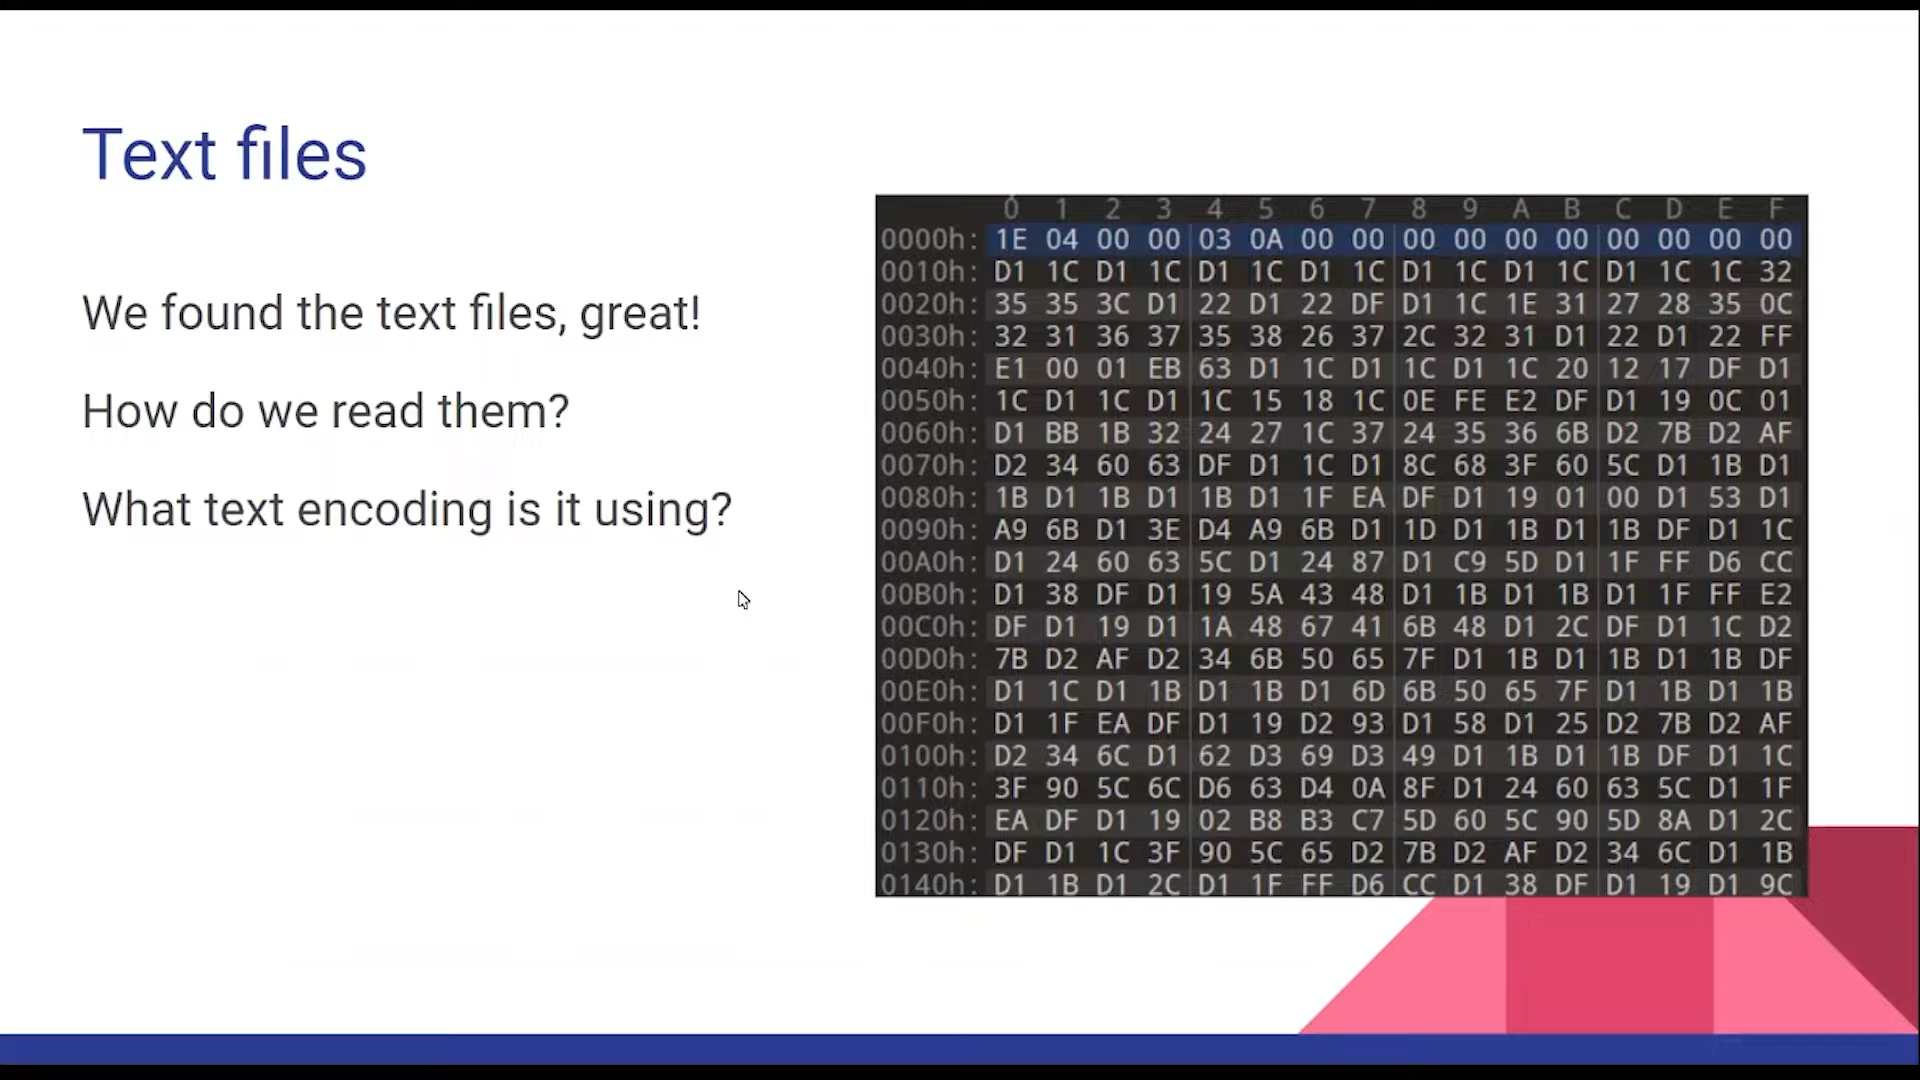 Text files
We found the text files, great!
How do we read them?
What text encoding is it using?
0 1 2 3 4 5 6 7 8 9 A B C D E F
0000h: 1E 04 00 00 03 0A 00 00 00 00 00 00 00 00 00 00
0010h: D1 1C D1 1C D1 1C D1 1C D1 1C D1 1C D1 1C 1C 32
0020h: 35 35 3C D1 22 D1 22 DF D1 1C 1E 31 27 28 35 0C
0030h: 32 31 36 37 35 38 26 37 2C 32 31 D1 22 D1 22 FF
0040h: E1 00 01 EB 63 D1 1C D1 1C D1 1C 20 12 17 DF D1
0050h: 1C D1 1C D1 1C 15 18 1C 0E FE E2 DF D1 19 0C 01
0060h: D1 BB 1B 32 24 27 1C 37 24 35 36 6B D2 7B D2 AF
0070h: D2 34 60 63 DF D1 1C D1 8C 68 3F 60 5C D1 1B D1
0080h: 1B D1 1B D1 1B D1 1F EA DF D1 19 01 00 D1 53 D1
0090h: A9 6B D1 3E D4 A9 6B D1 1D D1 1B D1 1B DF D1 1C
00A0h: D1 24 60 63 5C D1 24 87 D1 C9 5D D1 1F FF D6 CC
00B0h: D1 38 DF D1 19 5A 43 48 D1 1B D1 1B D1 1F FF E2
00C0h: DF D1 19 D1 1A 48 67 41 6B 48 D1 2C DF D1 1C D2
00D0h: 7B D2 AF D2 34 6B 50 65 7F D1 1B D1 1B D1 1B DF
00E0h: D1 1C D1 1B D1 1B D1 6D 6B 50 65 7F D1 1B D1 1B
00F0h: D1 1F EA DF D1 19 D2 93 D1 58 D1 25 D2 7B D2 AF
0100h: D2 34 6C D1 62 D3 69 D3 49 D1 1B D1 1B DF D1 1C
0110h: 3F 90 5C 6C D6 63 D4 0A 8F D1 24 60 63 5C D1 1F
0120h: EA DF D1 19 02 B8 B3 C7 5D 60 5C 90 5D 8A D1 2C
0130h: DF D1 1C 3F 90 5C 65 D2 7B D2 AF D2 34 6C D1 1B
0140h: D1 1B D1 2C D1 1F FF D6 CC D1 38 DF D1 19 D1 9C